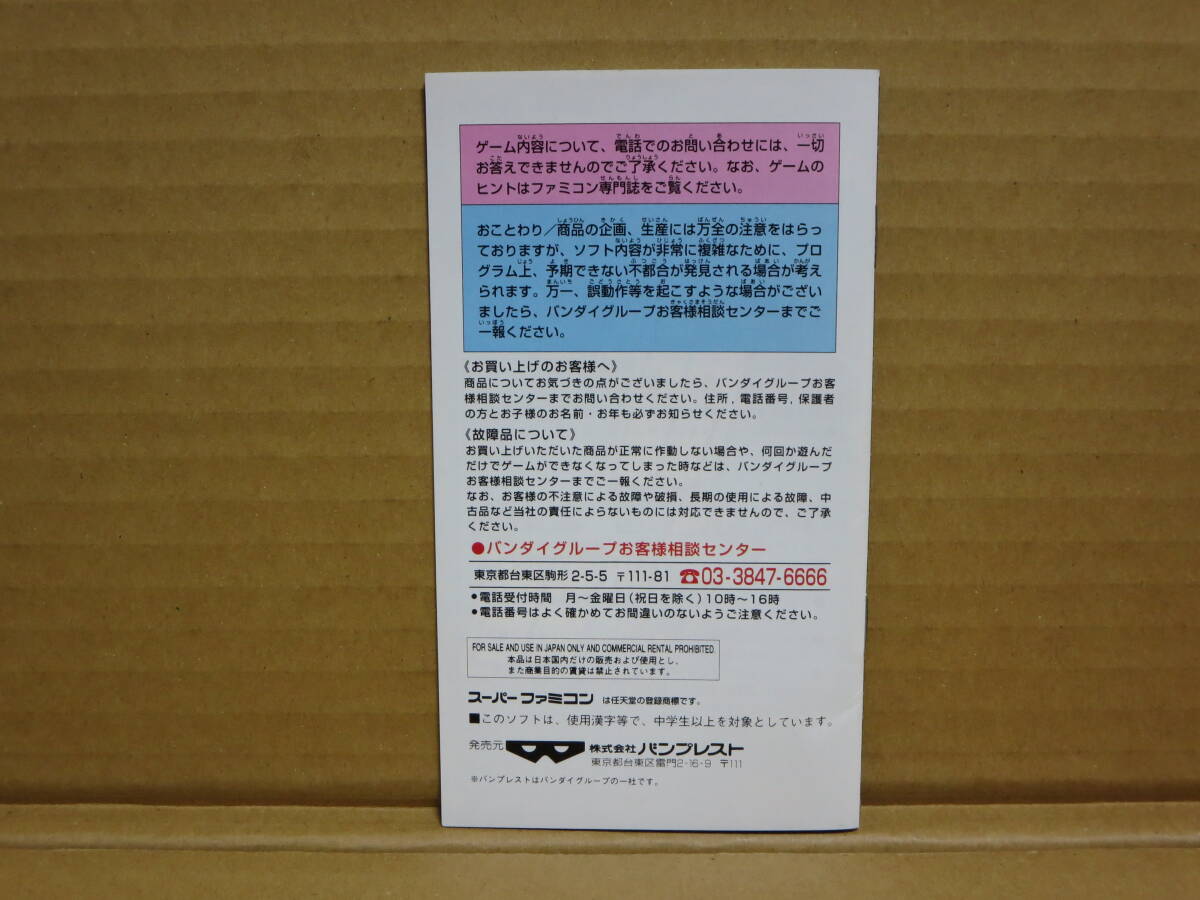 ゲーム内容について、電話でのお問い合わせには、一切
お答えできませんのでご了承ください。なお、ゲームの
ヒントはファミコン専門誌をご覧ください。
おことわり／商品の企画、生産には万全の注意をはらっ
ておりますが、ソフト内容が非常に複雑なために、プロ
グラム上、予期できない不都合が発見される場合が考え
られます。万一、誤動作等を起こすような場合がござい
ましたら、バンダイグループお客様相談センターまでご
一報ください。
《お買い上げのお客様へ》
商品についてお気づきの点がございましたら、バンダイグループお客
様相談センターまでお問い合わせください。住所，電話番号，保護者
の方とお子様のお名前・お年も必ずお知らせください。
《故障品について》
お買い上げいただいた商品が正常に作動しない場合や、何回か遊んだ
だけでゲームができなくなってしまった時などは、バンダイグループ
お客様相談センターまでご一報ください。
なお、お客様の不注意による故障や破損、長期の使用による故障、中
古品など当社の責任によらないものには対応できませんので、ご了承
ください。
●バンダイグループお客様相談センター
東京都台東区駒形2-5-5 〒111-81 ☎03-3847-6666
●電話受付時間 月〜金曜日(祝日を除く)10時〜16時
●電話番号はよく確かめてお間違いのないようご注意ください。
FOR SALE AND USE IN JAPAN ONLY AND COMMERCIAL RENTAL PROHIBITED.
本品は日本国内だけの販売および使用とし、
また商業目的の賃貸は禁止されています。
スーパーファミコン は任天堂の登録商標です。
■このソフトは、使用漢字等で、中学生以上を対象としています。
発売元 株式会社 バンプレスト
東京都台東区雷門2-16-9 〒111
※バンプレストはバンダイグループの一社です。